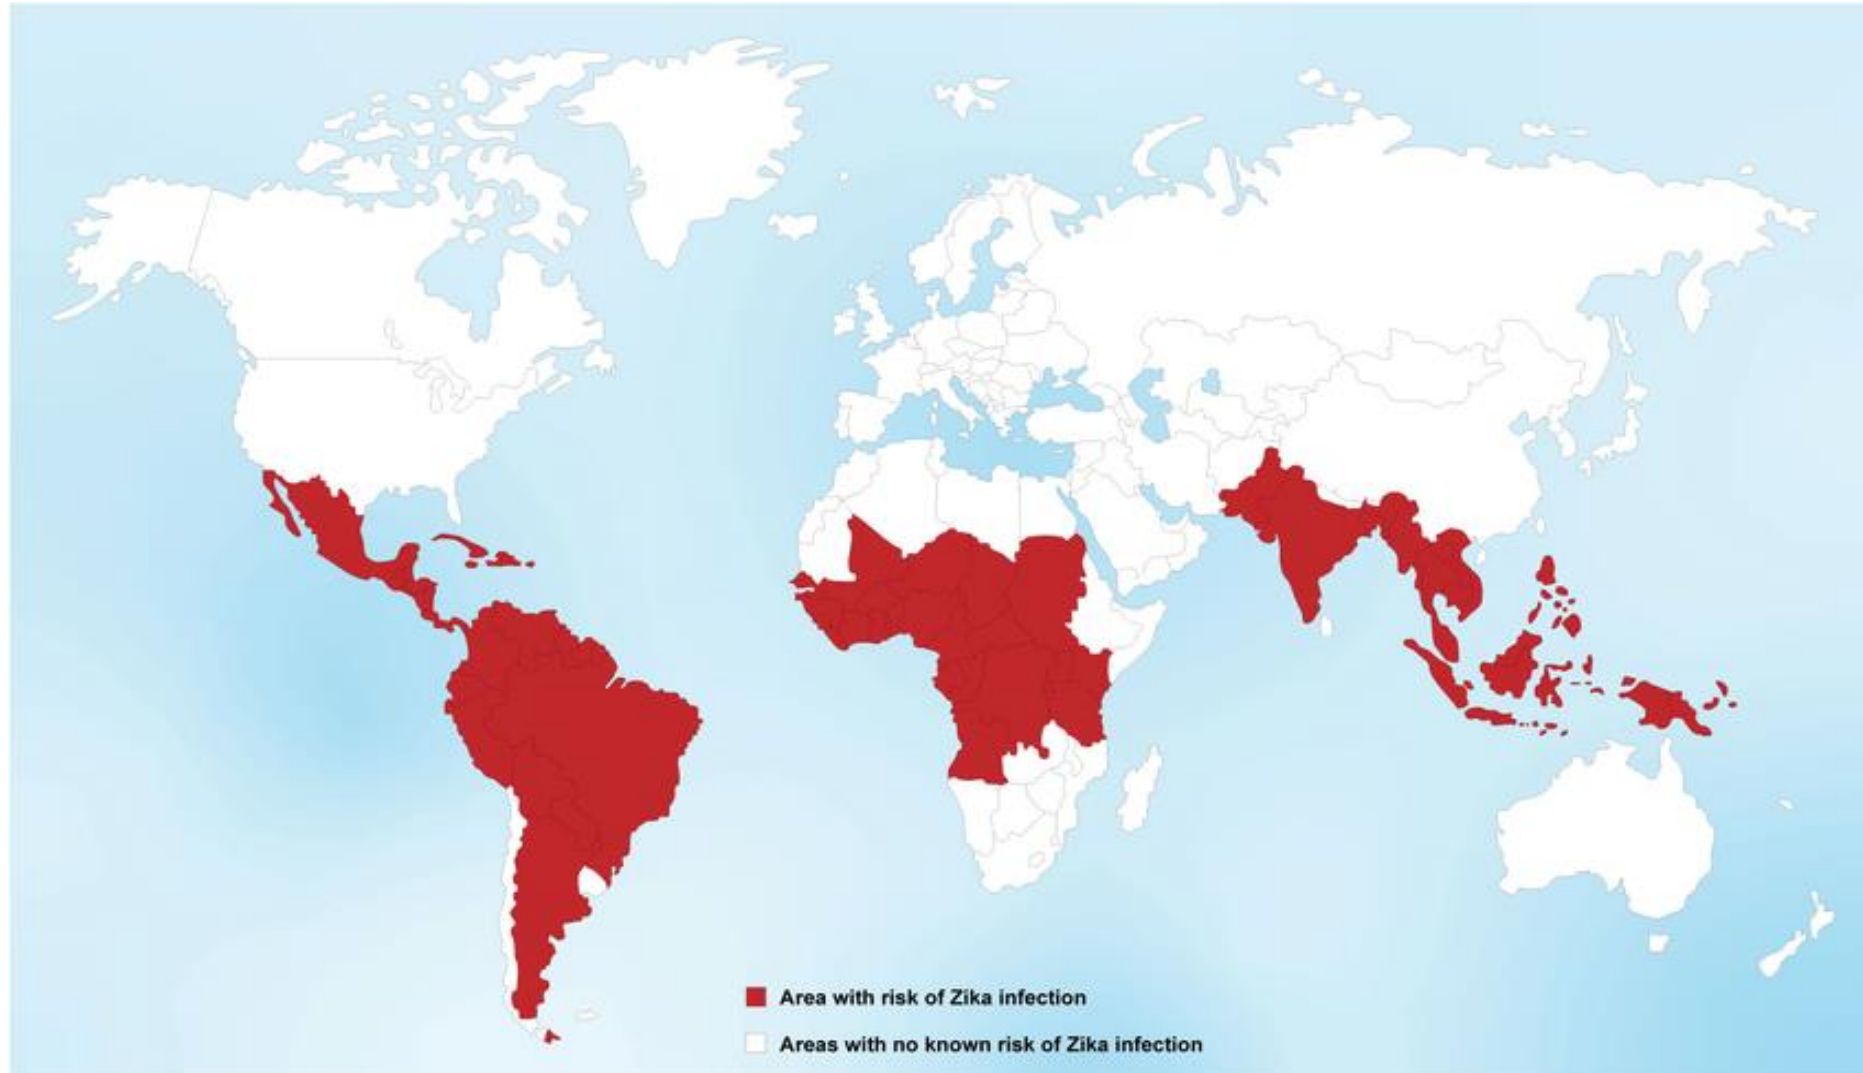 Area with risk of Zika infection
Areas with no known risk of Zika infection